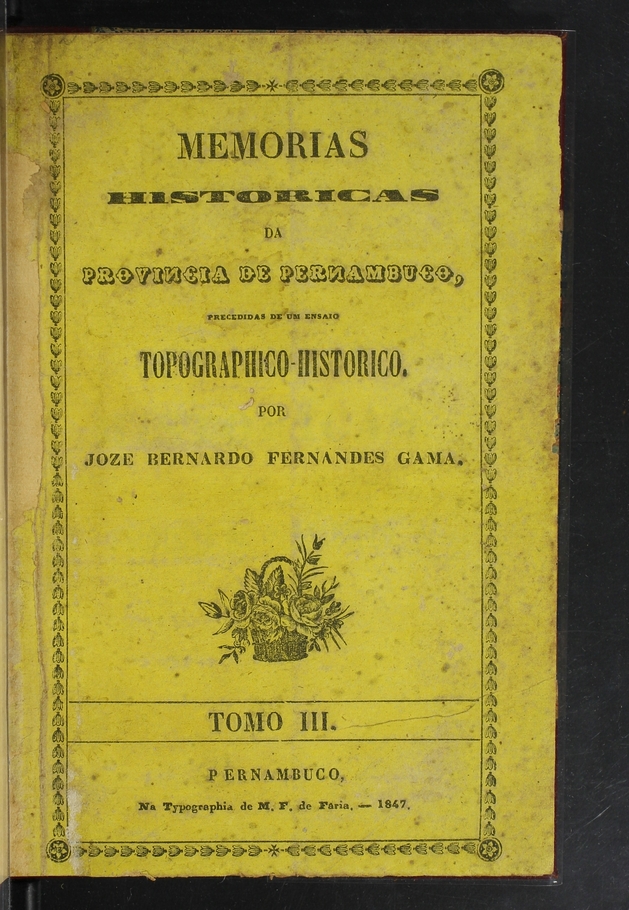 MEMORIAS
HISTORICAS
DA
PROVINCIA DE PERNAMBUCO,
PRECEDIDAS DE UM ENSAIO
TOPOGRAPHICO-HISTORICO.
POR
JOZE BERNARDO FERNANDES GAMA.
TOMO III.
PERNAMBUCO,
Na Typographia de M. F. de Faria, — 1847.